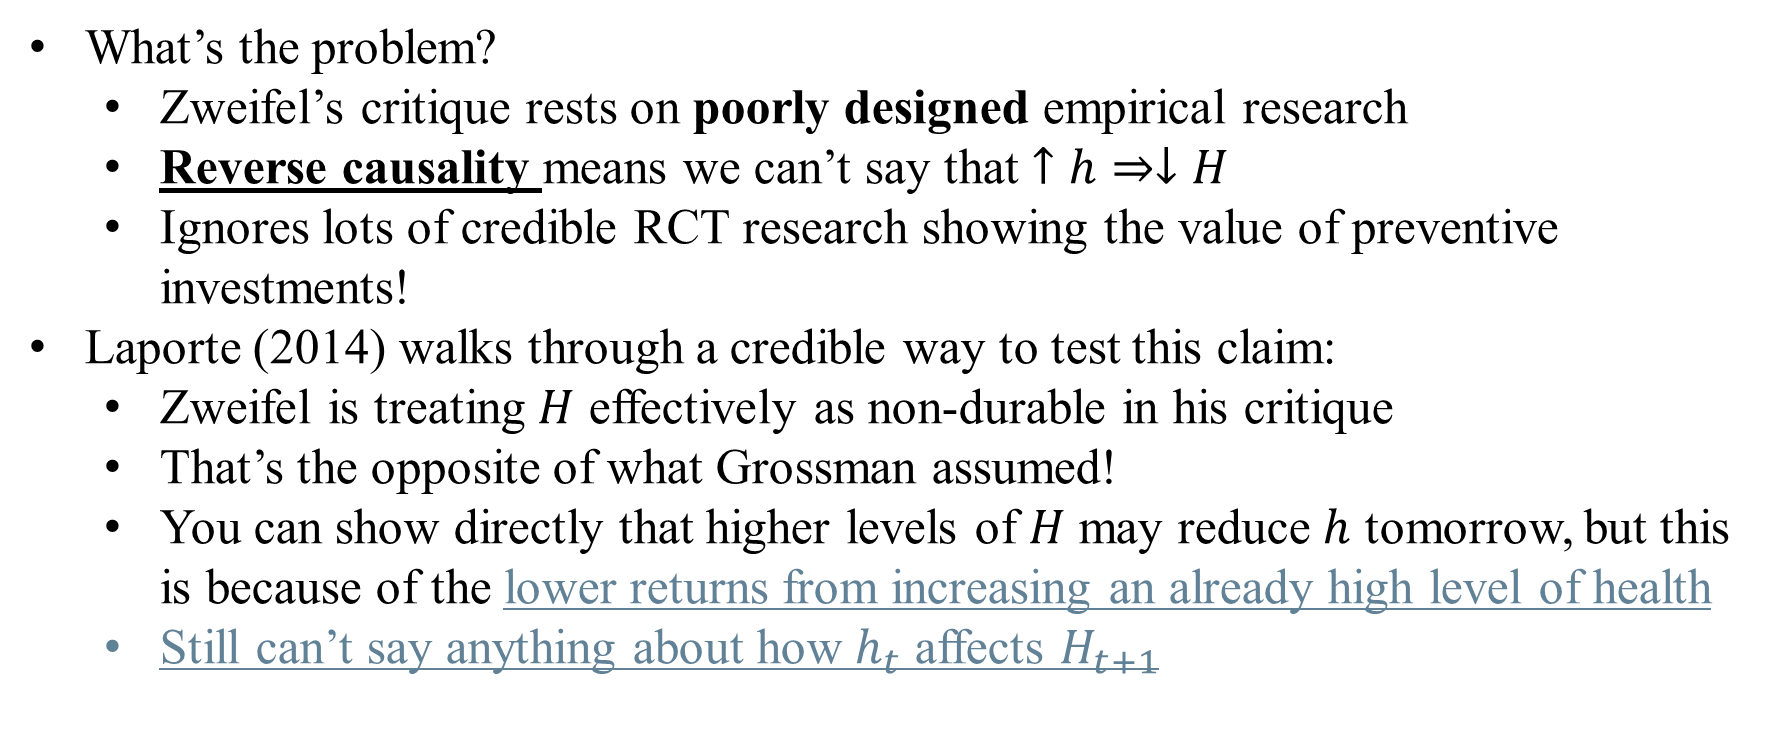 • What’s the problem?
• Zweifel’s critique rests on poorly designed empirical research
• Reverse causality means we can’t say that ↑ ℎ ⇒↓ 𝐻
• Ignores lots of credible RCT research showing the value of preventive
investments!
• Laporte (2014) walks through a credible way to test this claim:
• Zweifel is treating 𝐻 effectively as non-durable in his critique
• That’s the opposite of what Grossman assumed!
• You can show directly that higher levels of 𝐻 may reduce ℎ tomorrow, but this
is because of the lower returns from increasing an already high level of health
• Still can’t say anything about how ℎ_t affects 𝐻_{t+1}